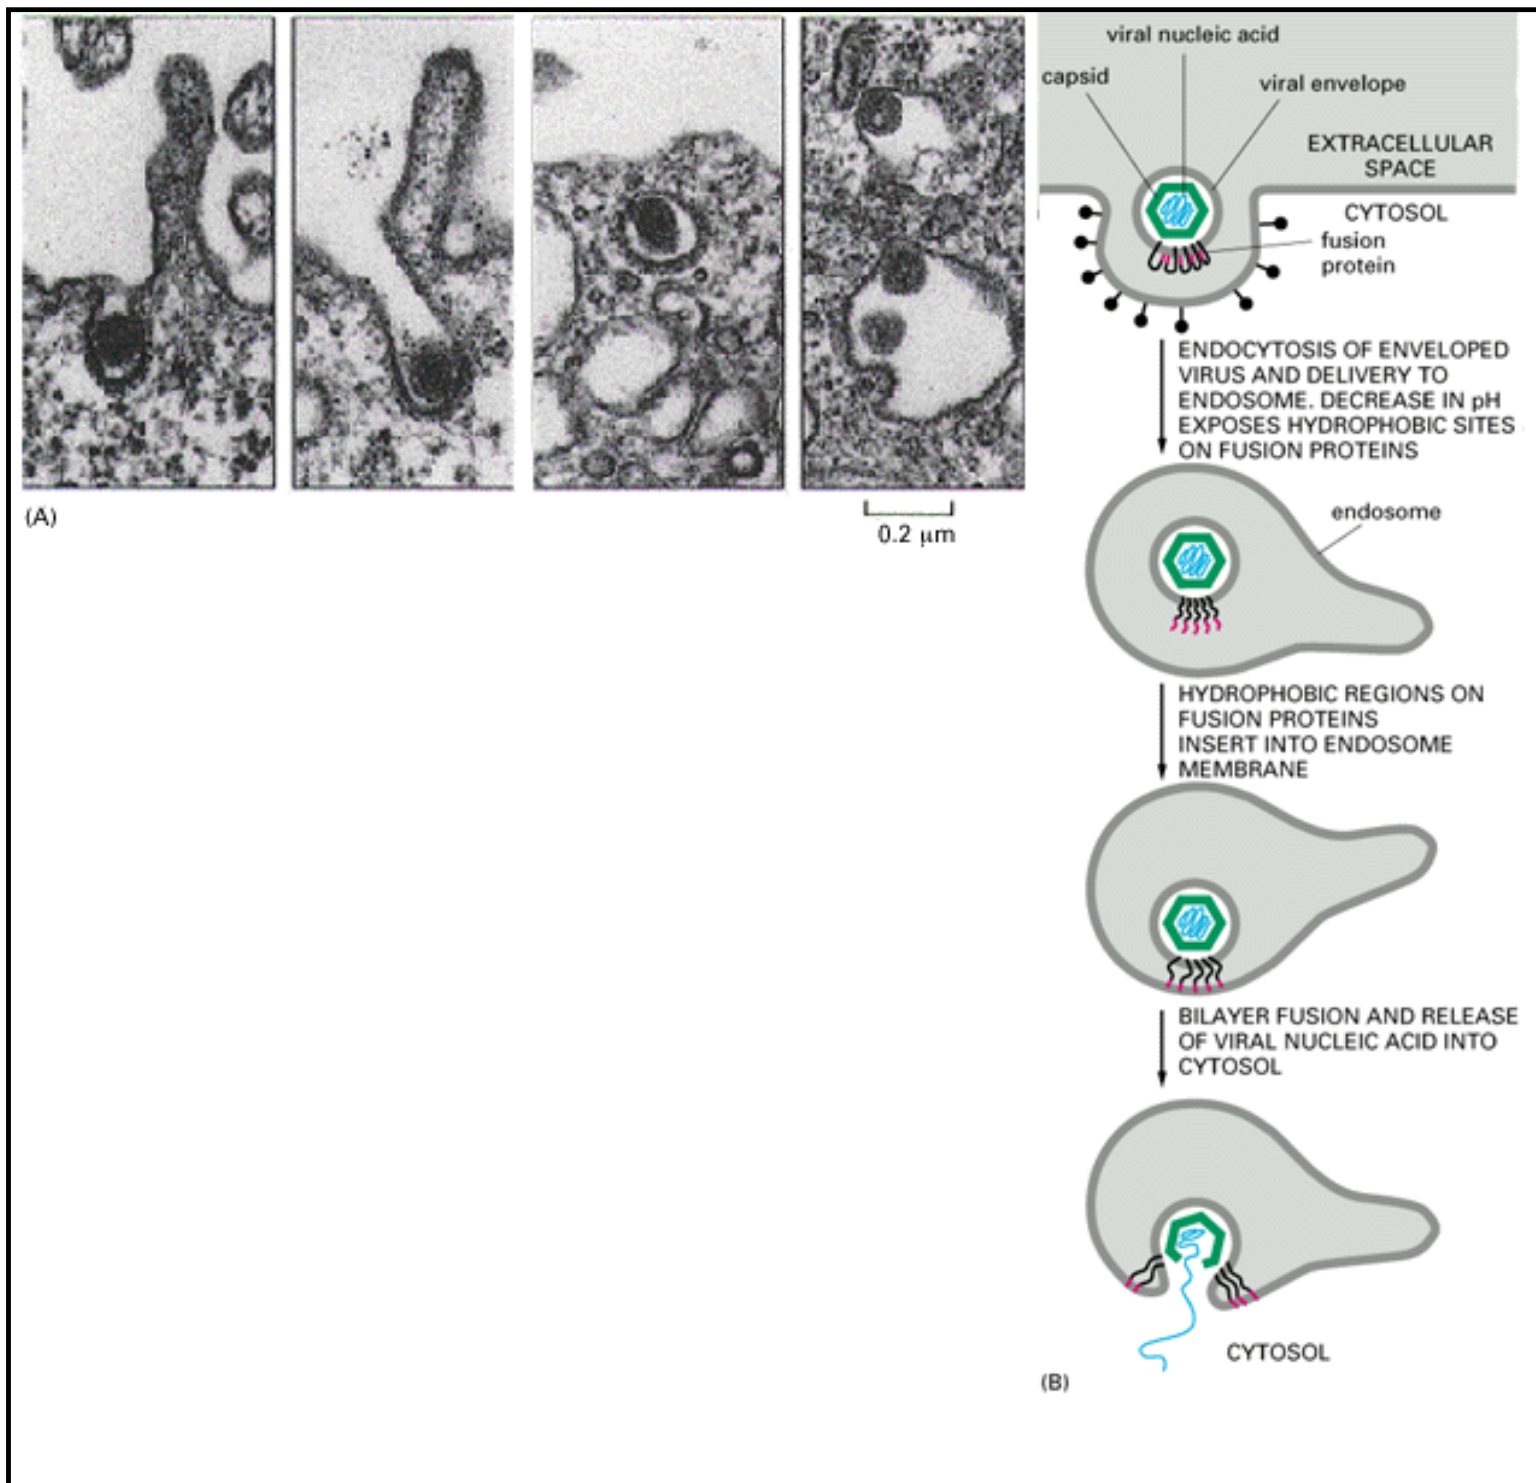 (A)
0.2 μm
viral nucleic acid
capsid
viral envelope
EXTRACELLULAR
SPACE
CYTOSOL
fusion
protein
ENDOCYTOSIS OF ENVELOPED
VIRUS AND DELIVERY TO
ENDOSOME. DECREASE IN pH
EXPOSES HYDROPHOBIC SITES
ON FUSION PROTEINS
endosome
HYDROPHOBIC REGIONS ON
FUSION PROTEINS
INSERT INTO ENDOSOME
MEMBRANE
BILAYER FUSION AND RELEASE
OF VIRAL NUCLEIC ACID INTO
CYTOSOL
CYTOSOL
(B)